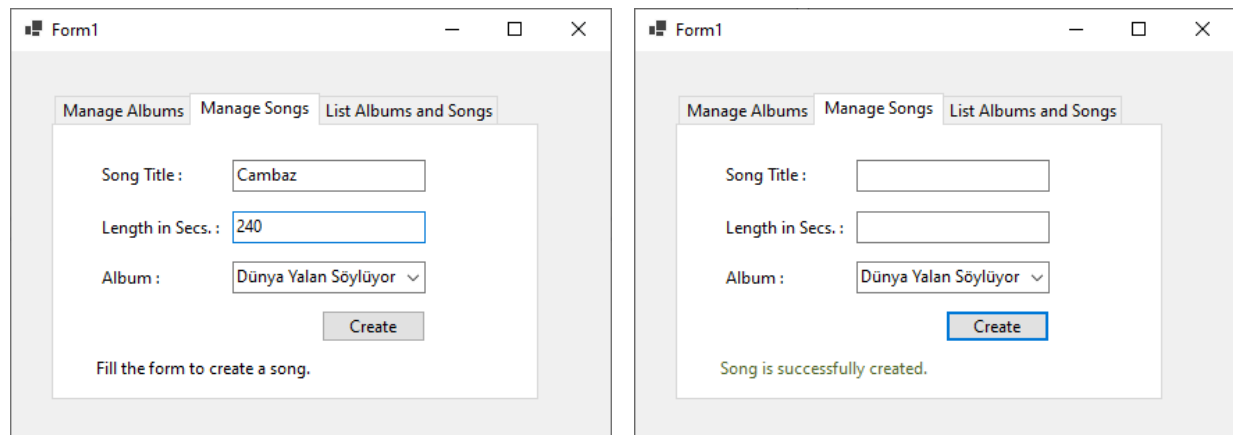 Form1
Manage Albums Manage Songs List Albums and Songs
Song Title : Cambaz
Length in Secs. : 240
Album : Dünya Yalan Söylüyor
Create
Fill the form to create a song.
Form1
Manage Albums Manage Songs List Albums and Songs
Song Title :
Length in Secs. :
Album : Dünya Yalan Söylüyor
Create
Song is successfully created.